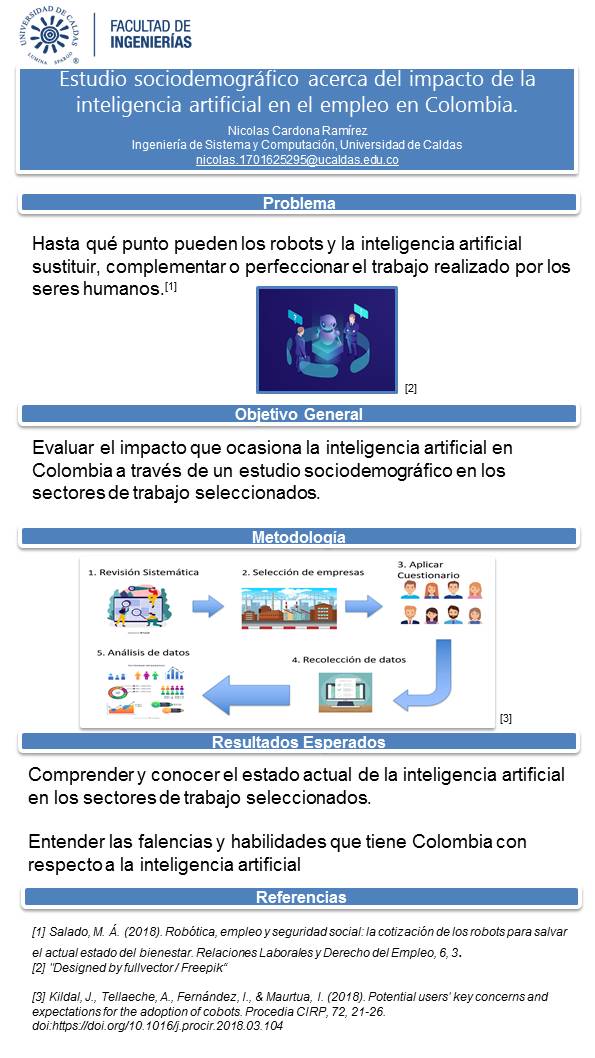 UNIVERSIDAD DE CALDAS
LUMINA SPARGO
®
FACULTAD DE
INGENIERÍAS
Estudio sociodemográfico acerca del impacto de la
inteligencia artificial en el empleo en Colombia.
Nicolas Cardona Ramírez
Ingeniería de Sistema y Computación, Universidad de Caldas
nicolas.1701625295@ucaldas.edu.co
Problema
Hasta qué punto pueden los robots y la inteligencia artificial
sustituir, complementar o perfeccionar el trabajo realizado por los
seres humanos.[1]
[2]
Objetivo General
Evaluar el impacto que ocasiona la inteligencia artificial en
Colombia a través de un estudio sociodemográfico en los
sectores de trabajo seleccionados.
Metodología
1. Revisión Sistemática
2. Selección de empresas
3. Aplicar
Cuestionario
5. Análisis de datos
4. Recolección de datos
[3]
Resultados Esperados
Comprender y conocer el estado actual de la inteligencia artificial
en los sectores de trabajo seleccionados.
Entender las falencias y habilidades que tiene Colombia con
respecto a la inteligencia artificial
Referencias
[1] Salado, M. Á. (2018). Robótica, empleo y seguridad social: la cotización de los robots para salvar
el actual estado del bienestar. Relaciones Laborales y Derecho del Empleo, 6, 3.
[2] "Designed by fullvector / Freepik"
[3] Kildal, J., Tellaeche, A., Fernández, I., & Maurtua, I. (2018). Potential users' key concerns and
expectations for the adoption of cobots. Procedia CIRP, 72, 21-26.
doi:https://doi.org/10.1016/j.procir.2018.03.104